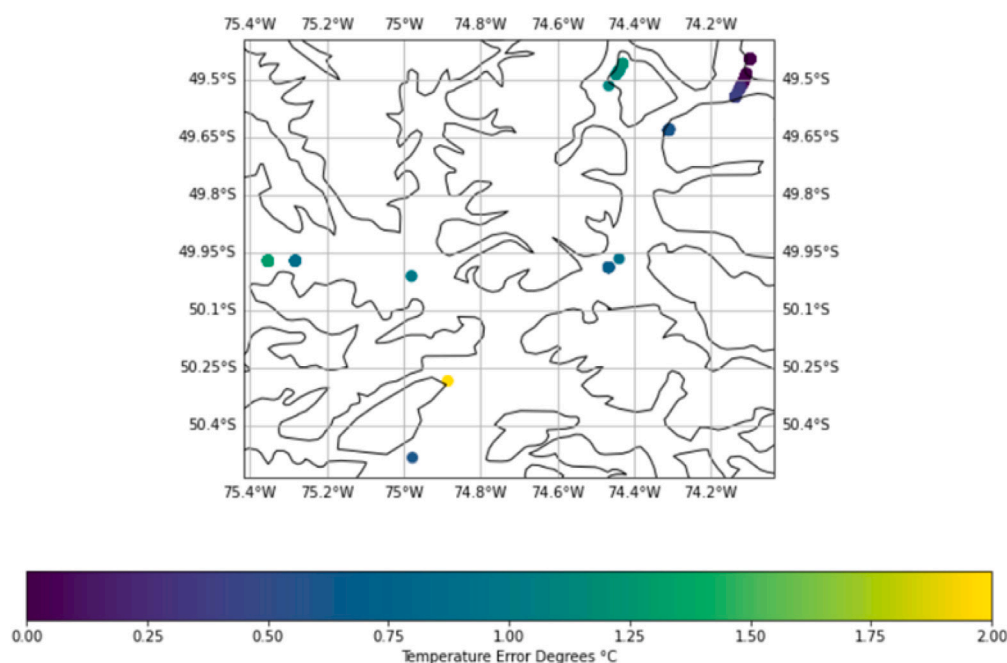 75.4°W 75.2°W 75°W 74.8°W 74.6°W 74.4°W 74.2°W
49.5°S 49.5°S
49.65°S 49.65°S
49.8°S 49.8°S
49.95°S 49.95°S
50.1°S 50.1°S
50.25°S 50.25°S
50.4°S 50.4°S
75.4°W 75.2°W 75°W 74.8°W 74.6°W 74.4°W 74.2°W
0.00 0.25 0.50 0.75 1.00 1.25 1.50 1.75 2.00
Temperature Error Degrees °C